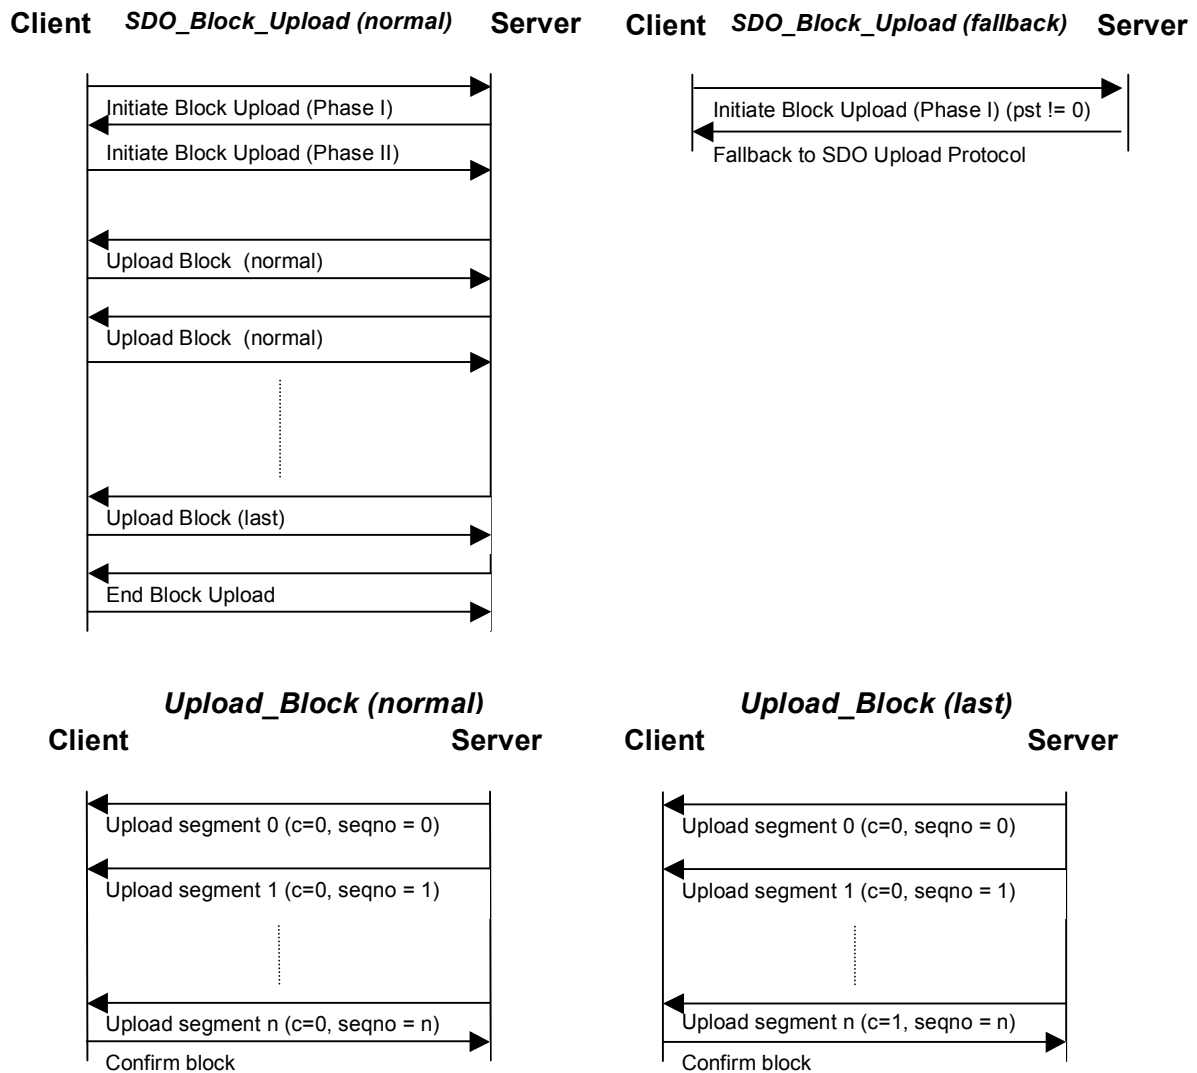 Client SDO_Block_Upload (normal) Server
Initiate Block Upload (Phase I)
Initiate Block Upload (Phase II)
Upload Block (normal)
Upload Block (normal)
Upload Block (last)
End Block Upload
Client SDO_Block_Upload (fallback) Server
Initiate Block Upload (Phase I) (pst != 0)
Fallback to SDO Upload Protocol
Upload_Block (normal)
Client Server
Upload segment 0 (c=0, seqno = 0)
Upload segment 1 (c=0, seqno = 1)
Upload segment n (c=0, seqno = n)
Confirm block
Upload_Block (last)
Client Server
Upload segment 0 (c=0, seqno = 0)
Upload segment 1 (c=0, seqno = 1)
Upload segment n (c=1, seqno = n)
Confirm block